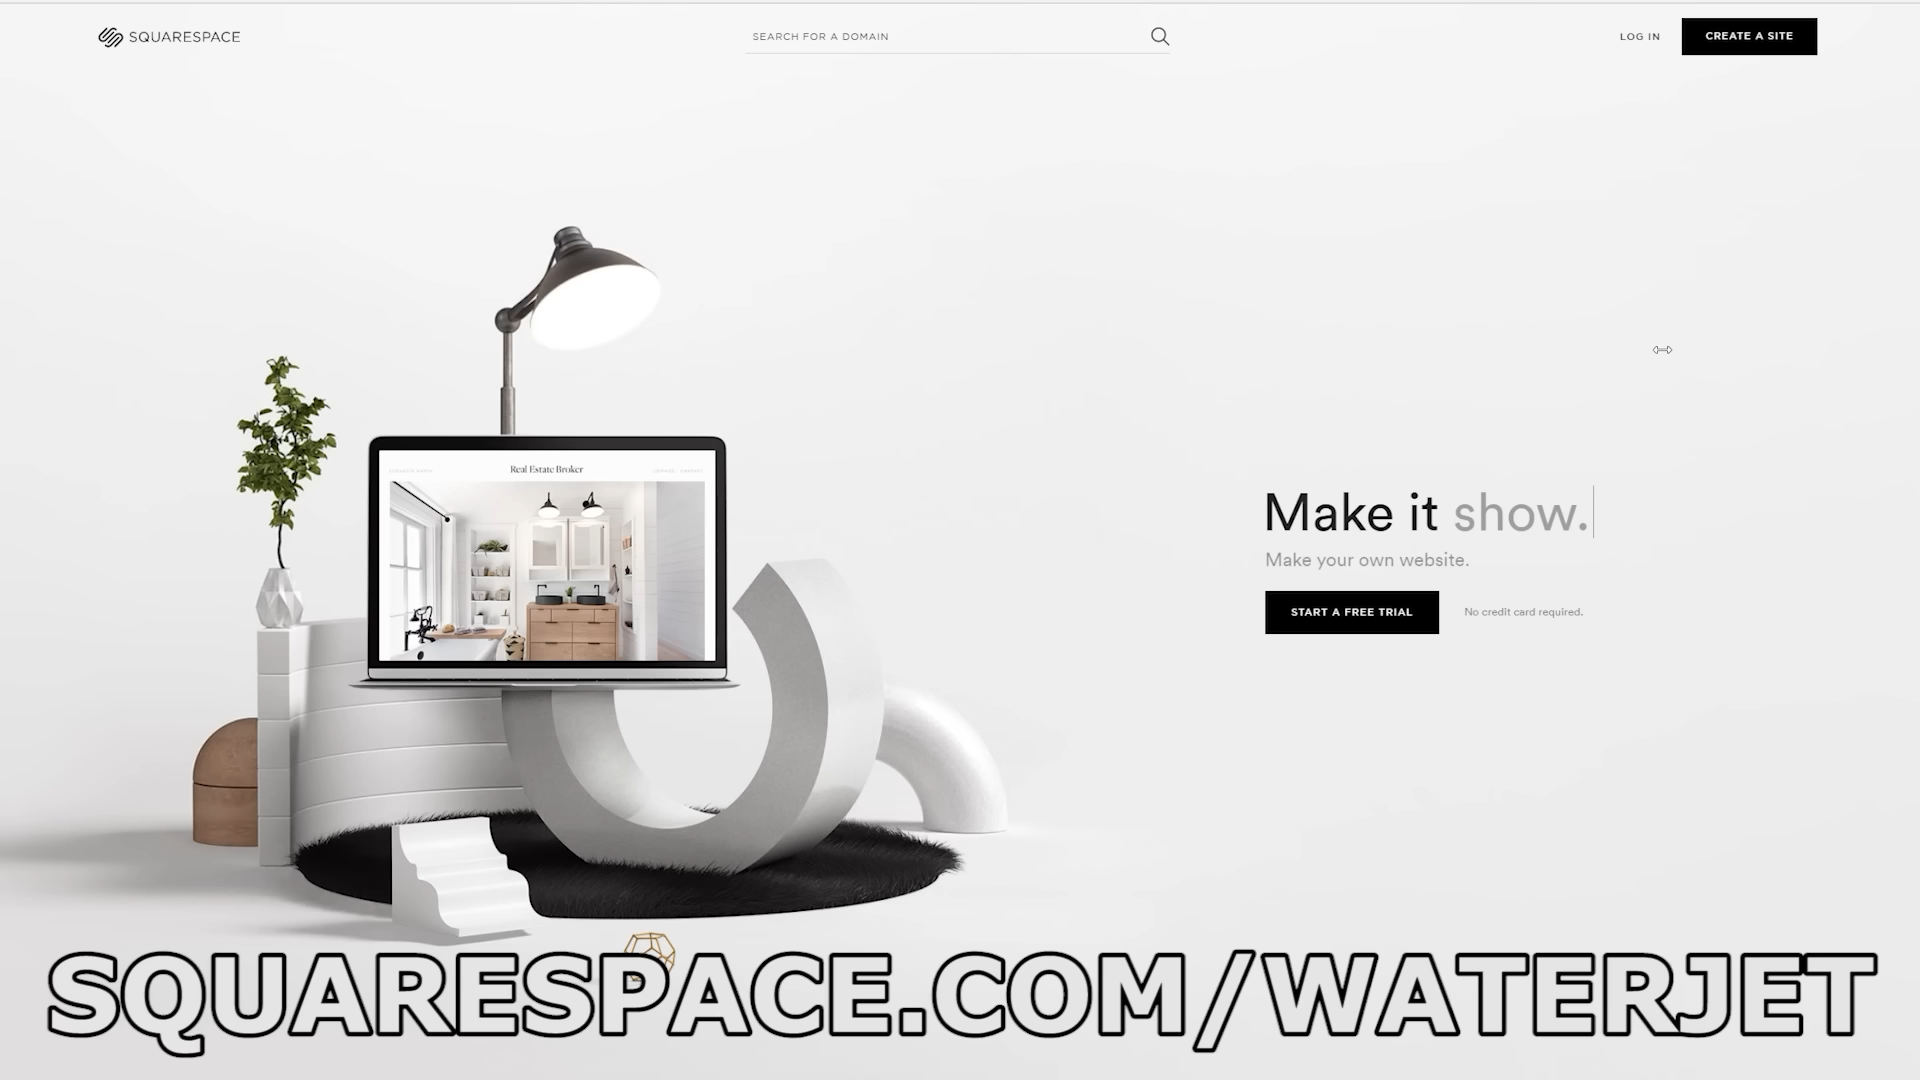 SQUARESPACE
SEARCH FOR A DOMAIN
LOG IN
CREATE A SITE
Real Estate Broker
Make it show.
Make your own website.
START A FREE TRIAL
No credit card required.
SQUARESPACE.COM/WATERJET